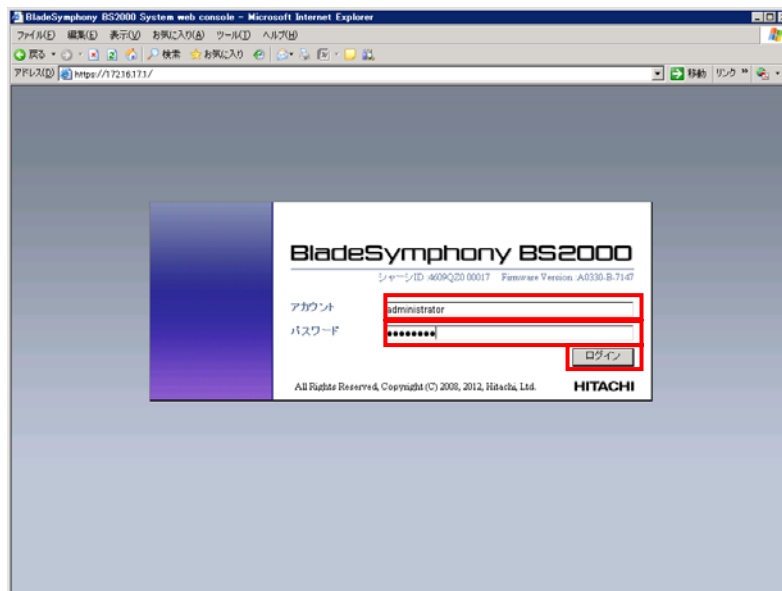 BladeSymphony BS2000 System web console - Microsoft Internet Explorer
ファイル(F) 編集(E) 表示(V) お気に入り(A) ツール(T) ヘルプ(H)
戻る 検索 お気に入り
アドレス(D) https://172.16.17.1/ 移動 リンク »
BladeSymphony BS2000
シャーシID :4609QZ0 00017 Firmware Version :A0330-B-7147
アカウント administrator
パスワード ●●●●●●●●
ログイン
All Rights Reserved, Copyright (C) 2008, 2012, Hitachi, Ltd. HITACHI